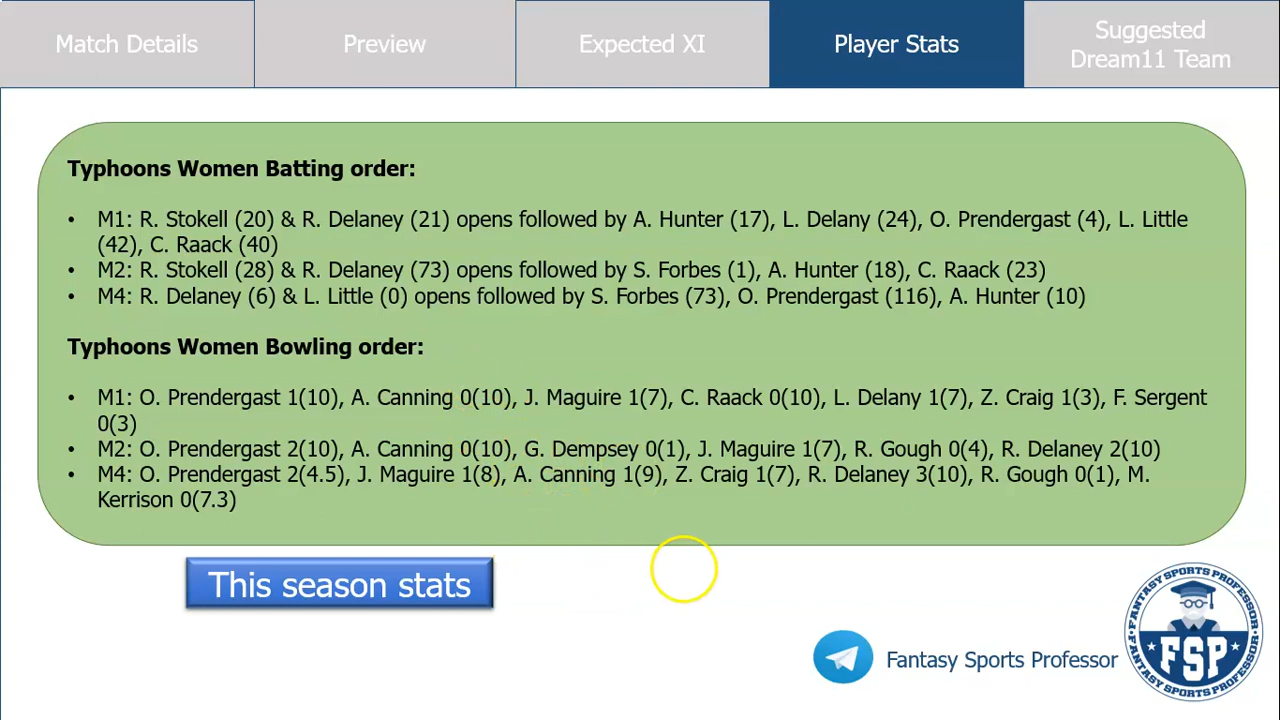 Match Details
Preview
Expected XI
Player Stats
Suggested
Dream11 Team
Typhoons Women Batting order:
• M1: R. Stokell (20) & R. Delaney (21) opens followed by A. Hunter (17), L. Delany (24), O. Prendergast (4), L. Little
(42), C. Raack (40)
• M2: R. Stokell (28) & R. Delaney (73) opens followed by S. Forbes (1), A. Hunter (18), C. Raack (23)
• M4: R. Delaney (6) & L. Little (0) opens followed by S. Forbes (73), O. Prendergast (116), A. Hunter (10)
Typhoons Women Bowling order:
• M1: O. Prendergast 1(10), A. Canning 0(10), J. Maguire 1(7), C. Raack 0(10), L. Delany 1(7), Z. Craig 1(3), F. Sergent
0(3)
• M2: O. Prendergast 2(10), A. Canning 0(10), G. Dempsey 0(1), J. Maguire 1(7), R. Gough 0(4), R. Delaney 2(10)
• M4: O. Prendergast 2(4.5), J. Maguire 1(8), A. Canning 1(9), Z. Craig 1(7), R. Delaney 3(10), R. Gough 0(1), M.
Kerrison 0(7.3)
This season stats
Fantasy Sports Professor
FANTASY SPORTS PROFESSOR
FSP
FANTASY SPORTS PROFESSOR